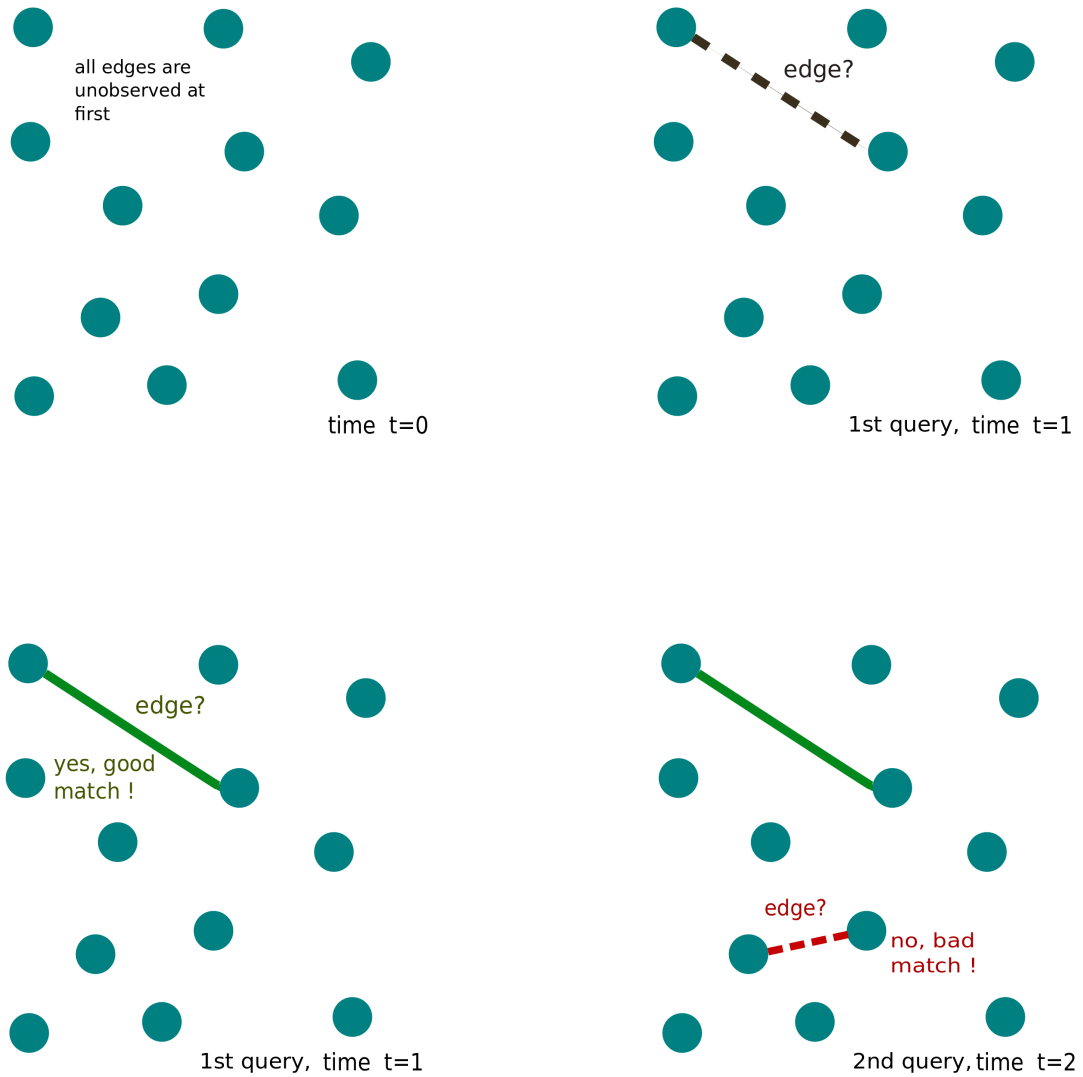 all edges are
unobserved at
first
time t=0
edge?
1st query, time t=1
edge?
yes, good
match !
1st query, time t=1
edge?
no, bad
match !
2nd query, time t=2